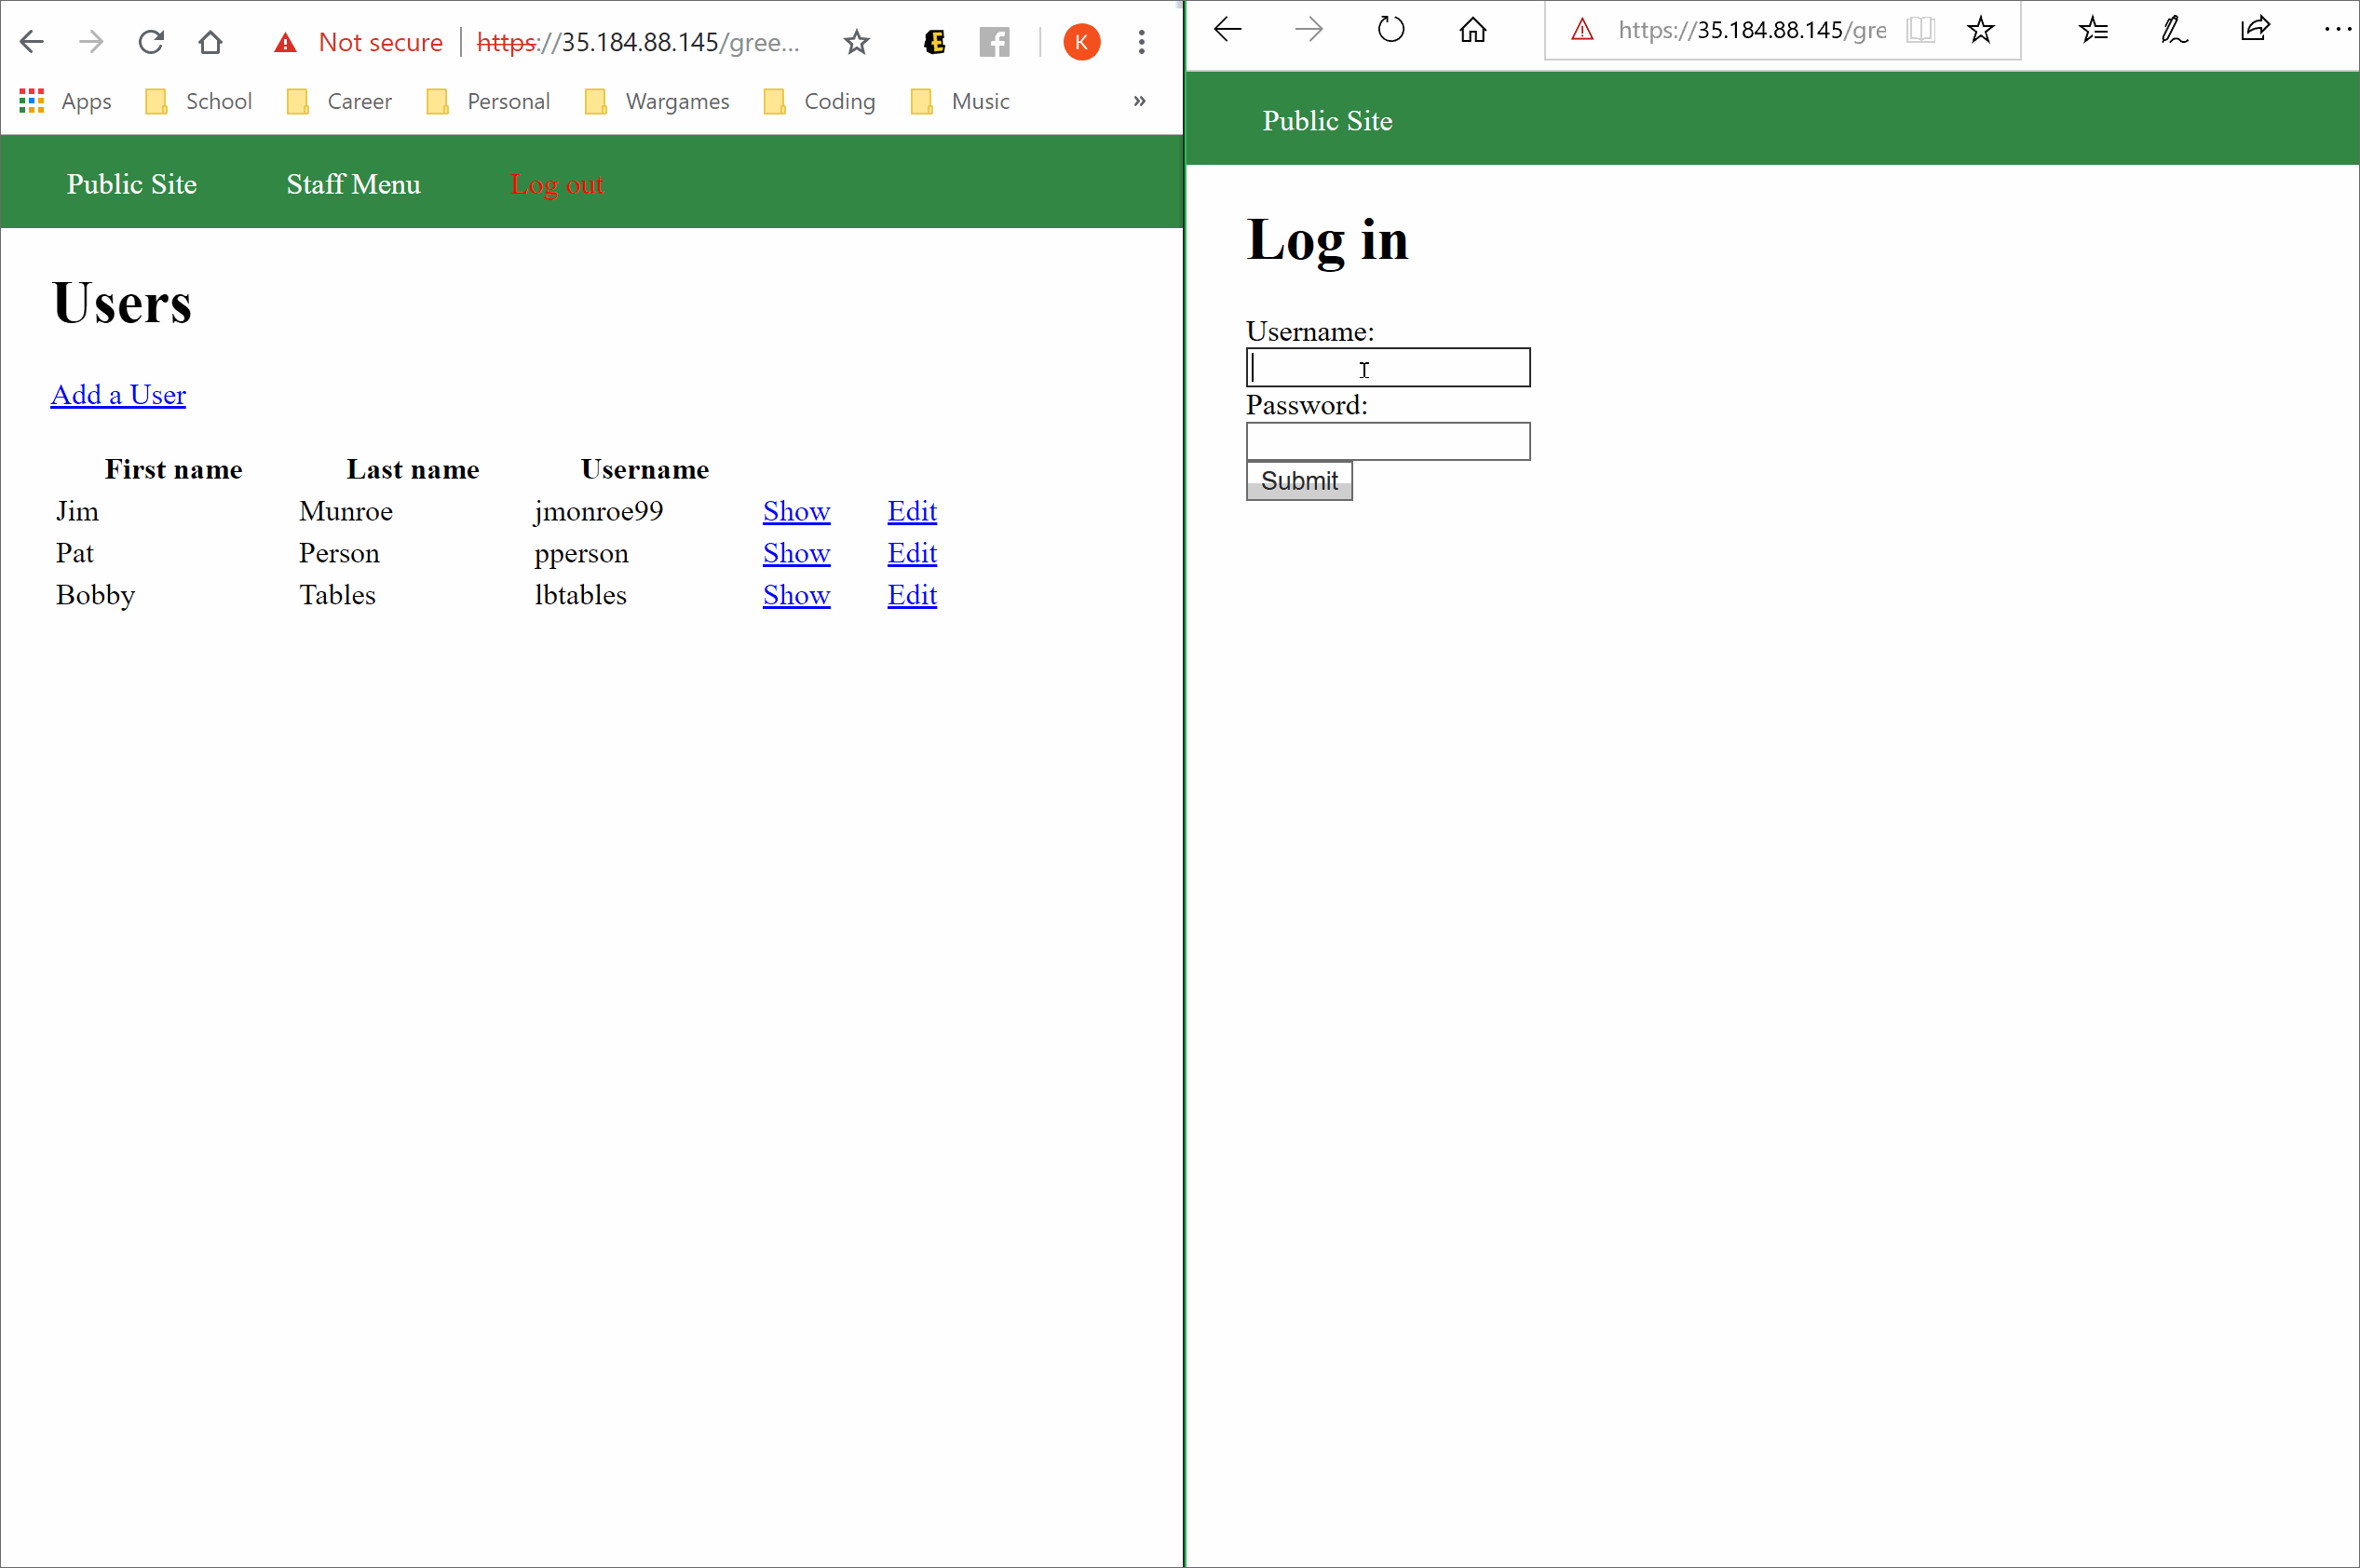 Not secure | https://35.184.88.145/gree...
K
Apps School Career Personal Wargames Coding Music »
Public Site Staff Menu Log out
Users
Add a User
First name Last name Username
Jim Munroe jmonroe99 Show Edit
Pat Person pperson Show Edit
Bobby Tables lbtables Show Edit
https://35.184.88.145/gre
Public Site
Log in
Username:
Password:
Submit